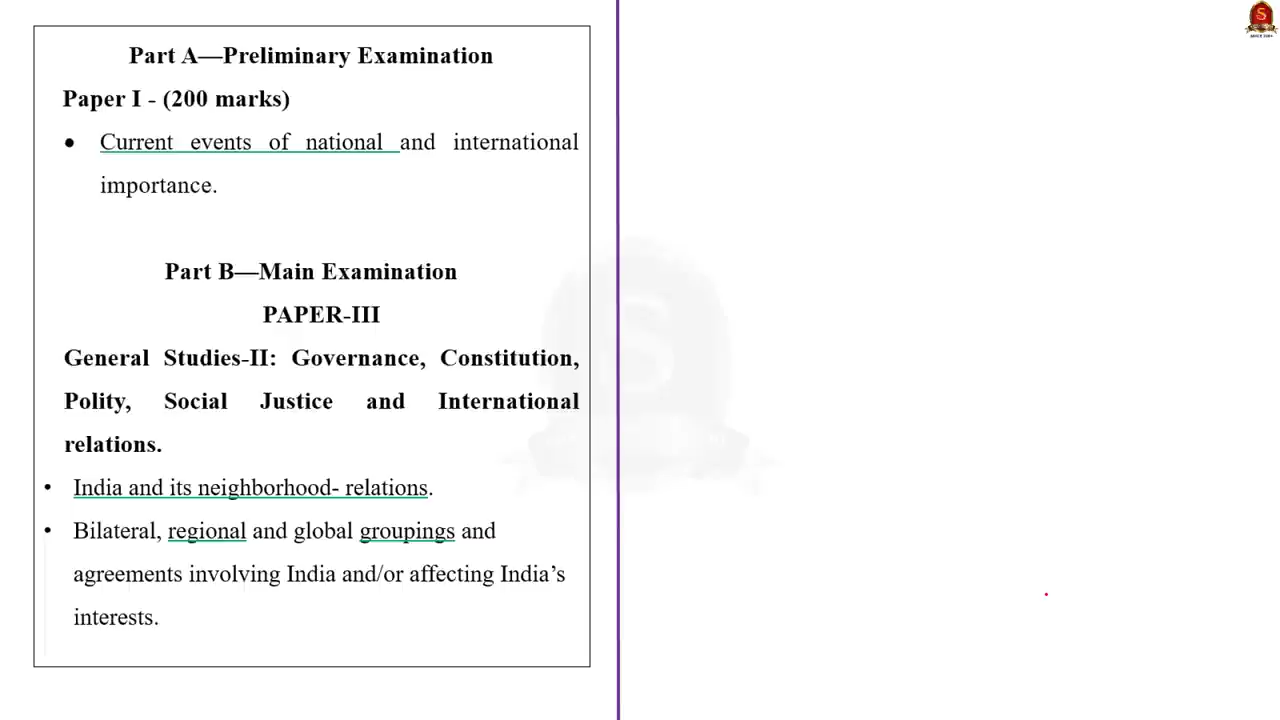 Part A—Preliminary Examination
Paper I - (200 marks)
● Current events of national and international
importance.
Part B—Main Examination
PAPER-III
General Studies-II: Governance, Constitution,
Polity, Social Justice and International
relations.
• India and its neighborhood- relations.
• Bilateral, regional and global groupings and
agreements involving India and/or affecting India’s
interests.
S